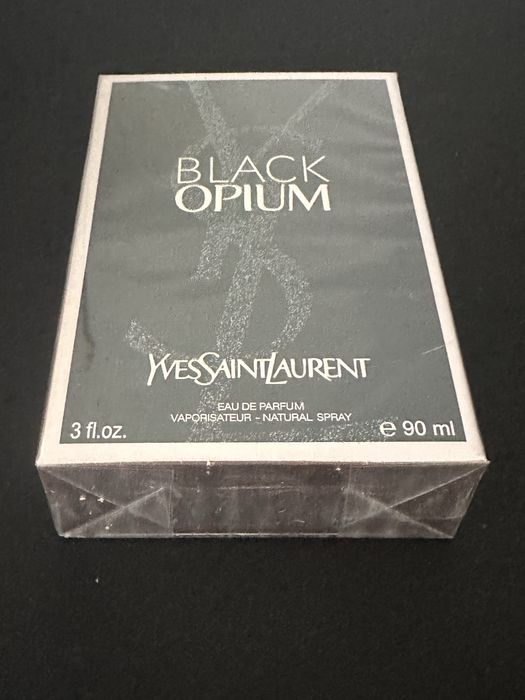 BLACK
OPIUM
YVESSAINTLAURENT
EAU DE PARFUM
VAPORISATEUR - NATURAL SPRAY
3 fl.oz. ℮ 90 ml